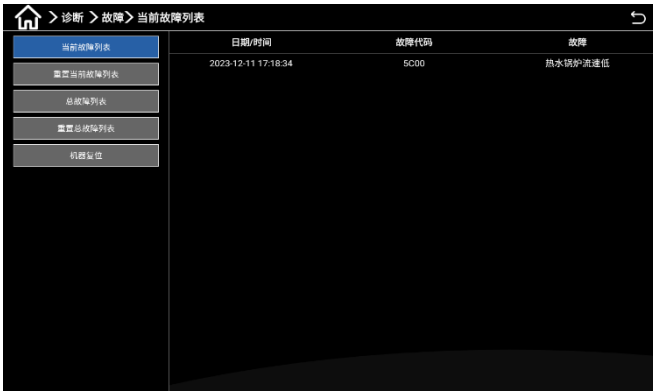 诊断 > 故障 > 当前故障列表
当前故障列表
重置当前故障列表
总故障列表
重置总故障列表
机器复位
日期/时间 故障代码 故障
2023-12-11 17:18:34 5C00 热水锅炉流速低